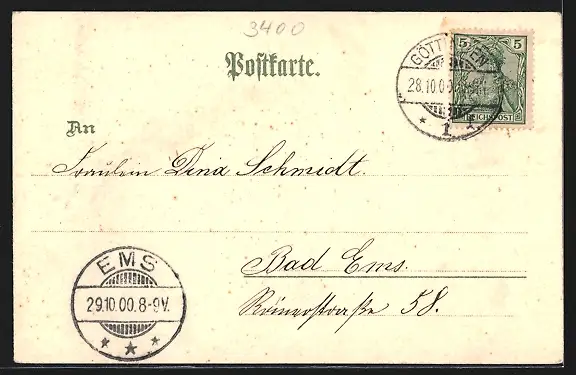 3400
Postkarte.
GÖTTINGEN
28.10.00
* 1 *
5 5
REICHSPOST
An
Fräulein Dina Schmidt.
Bad Ems.
Römerstraße 58.
EMS
29.10.00.8-9V.
* * *